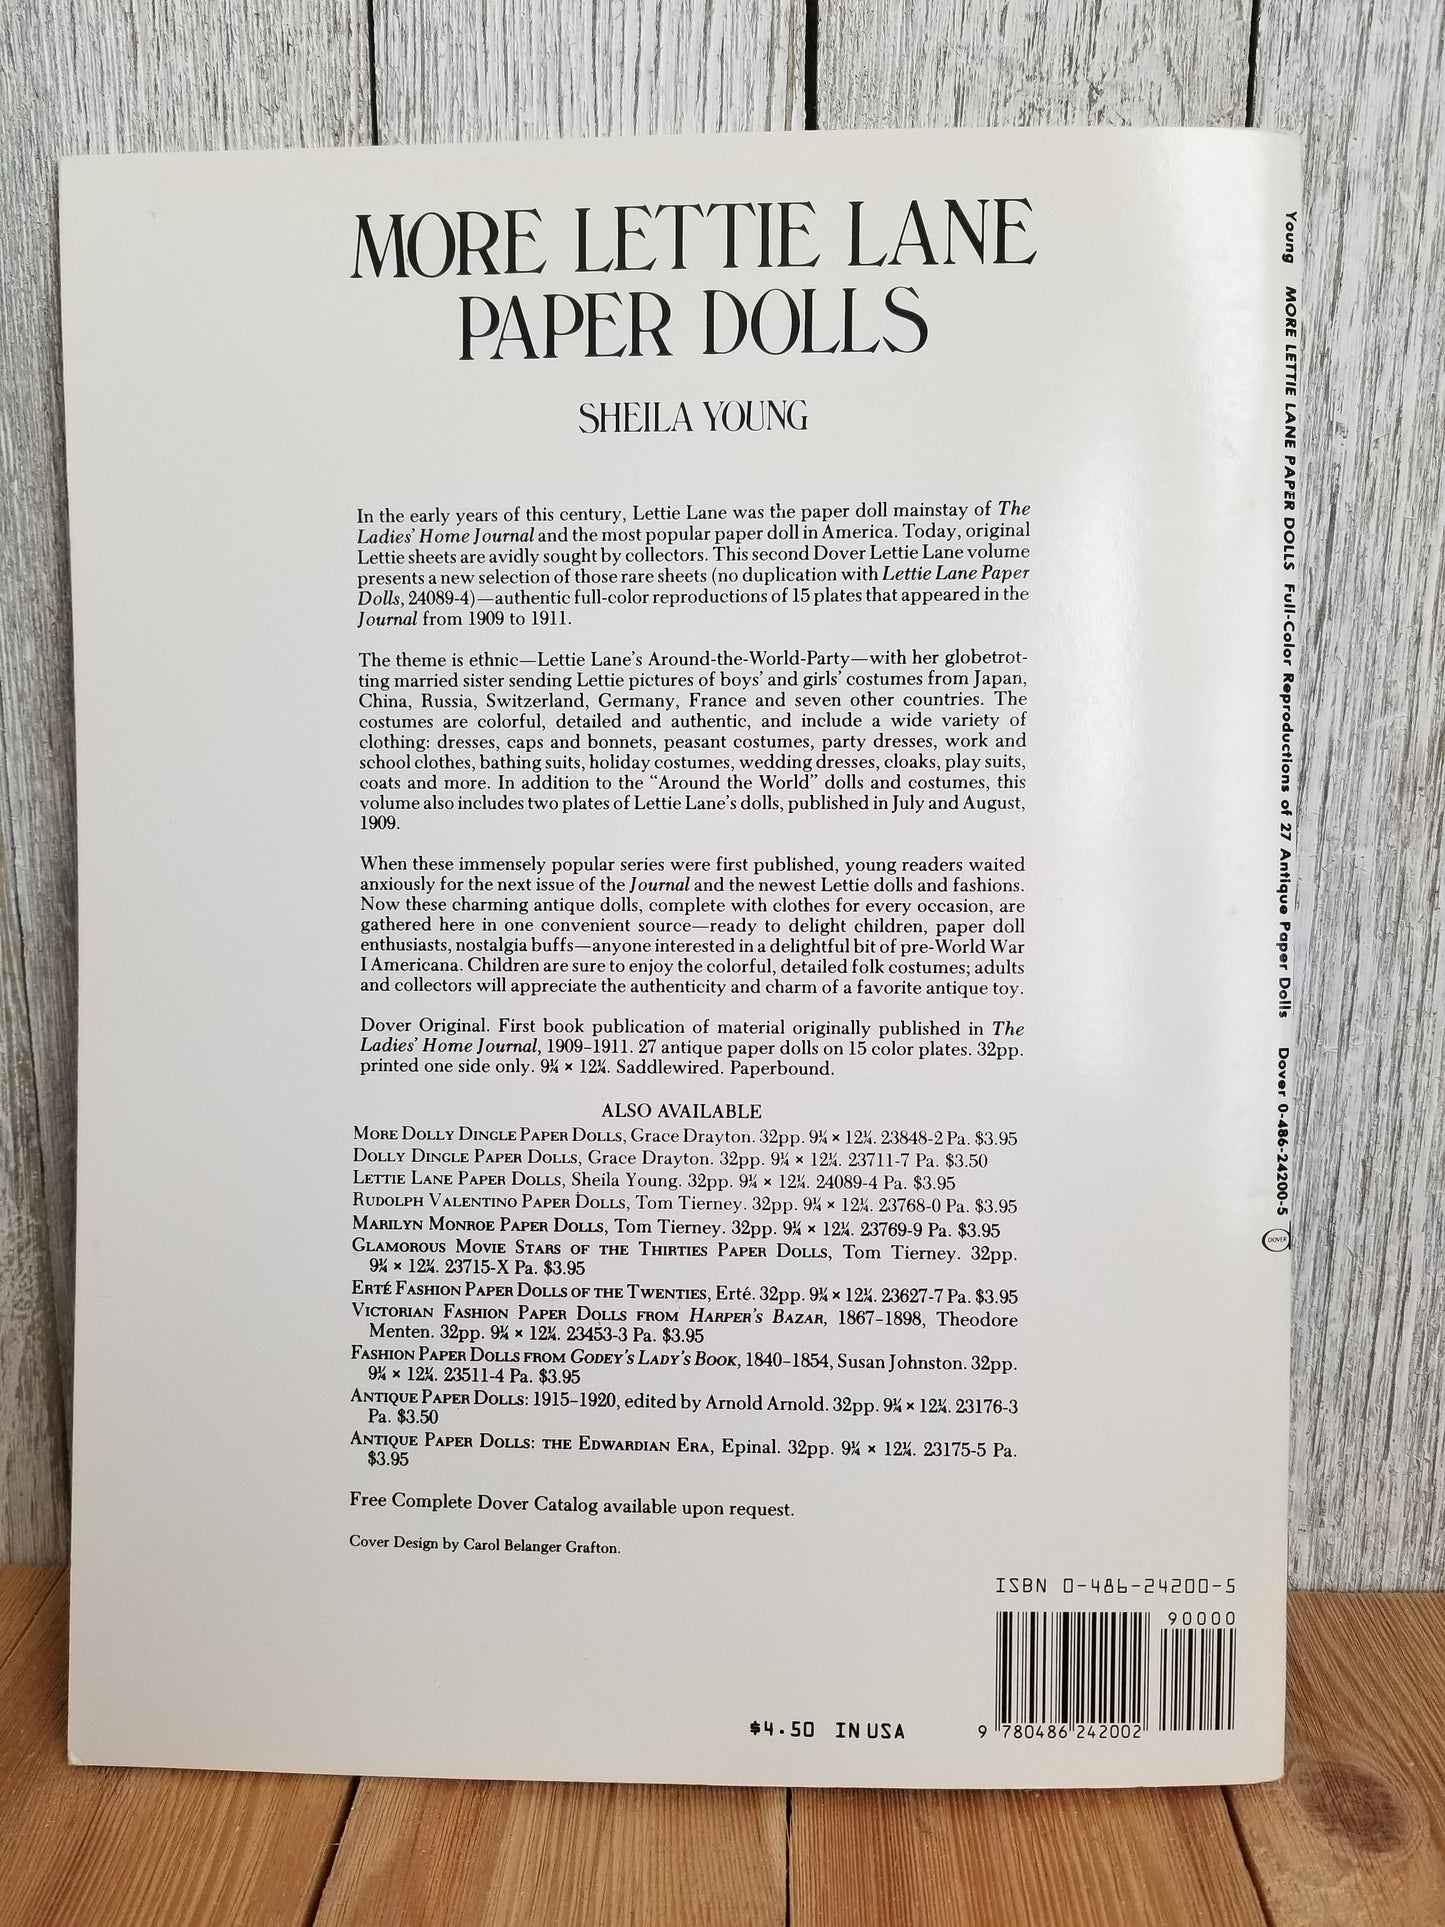 MORE LETTIE LANE
PAPER DOLLS
SHEILA YOUNG
In the early years of this century, Lettie Lane was the paper doll mainstay of The
Ladies' Home Journal and the most popular paper doll in America. Today, original
Lettie sheets are avidly sought by collectors. This second Dover Lettie Lane volume
presents a new selection of those rare sheets (no duplication with Lettie Lane Paper
Dolls, 24089-4)—authentic full-color reproductions of 15 plates that appeared in the
Journal from 1909 to 1911.
The theme is ethnic—Lettie Lane's Around-the-World-Party—with her globetrot-
ting married sister sending Lettie pictures of boys' and girls' costumes from Japan,
China, Russia, Switzerland, Germany, France and seven other countries. The
costumes are colorful, detailed and authentic, and include a wide variety of
clothing: dresses, caps and bonnets, peasant costumes, party dresses, work and
school clothes, bathing suits, holiday costumes, wedding dresses, cloaks, play suits,
coats and more. In addition to the "Around the World" dolls and costumes, this
volume also includes two plates of Lettie Lane's dolls, published in July and August,
1909.
When these immensely popular series were first published, young readers waited
anxiously for the next issue of the Journal and the newest Lettie dolls and fashions.
Now these charming antique dolls, complete with clothes for every occasion, are
gathered here in one convenient source—ready to delight children, paper doll
enthusiasts, nostalgia buffs—anyone interested in a delightful bit of pre-World War
I Americana. Children are sure to enjoy the colorful, detailed folk costumes; adults
and collectors will appreciate the authenticity and charm of a favorite antique toy.
Dover Original. First book publication of material originally published in The
Ladies' Home Journal, 1909–1911. 27 antique paper dolls on 15 color plates. 32pp.
printed one side only. 9¼ × 12¼. Saddlewired. Paperbound.
ALSO AVAILABLE
MORE DOLLY DINGLE PAPER DOLLS, Grace Drayton. 32pp. 9¼ × 12¼. 23848-2 Pa. $3.95
DOLLY DINGLE PAPER DOLLS, Grace Drayton. 32pp. 9¼ × 12¼. 23711-7 Pa. $3.50
LETTIE LANE PAPER DOLLS, Sheila Young. 32pp. 9¼ × 12¼. 24089-4 Pa. $3.95
RUDOLPH VALENTINO PAPER DOLLS, Tom Tierney. 32pp. 9¼ × 12¼. 23768-0 Pa. $3.95
MARILYN MONROE PAPER DOLLS, Tom Tierney. 32pp. 9¼ × 12¼. 23769-9 Pa. $3.95
GLAMOROUS MOVIE STARS OF THE THIRTIES PAPER DOLLS, Tom Tierney. 32pp.
9¼ × 12¼. 23715-X Pa. $3.95
ERTÉ FASHION PAPER DOLLS OF THE TWENTIES, Erté. 32pp. 9¼ × 12¼. 23627-7 Pa. $3.95
VICTORIAN FASHION PAPER DOLLS FROM HARPER'S BAZAR, 1867–1898, Theodore
Menten. 32pp. 9¼ × 12¼. 23453-3 Pa. $3.95
FASHION PAPER DOLLS FROM GODEY'S LADY'S BOOK, 1840–1854, Susan Johnston. 32pp.
9¼ × 12¼. 23511-4 Pa. $3.95
ANTIQUE PAPER DOLLS: 1915–1920, edited by Arnold Arnold. 32pp. 9¼ × 12¼. 23176-3
Pa. $3.50
ANTIQUE PAPER DOLLS: THE EDWARDIAN ERA, Epinal. 32pp. 9¼ × 12¼. 23175-5 Pa.
$3.95
Free Complete Dover Catalog available upon request.
Cover Design by Carol Belanger Grafton.
ISBN 0-486-24200-5
90000
9 780486 242002
$4.50 IN USA
Young MORE LETTIE LANE PAPER DOLLS Full-Color Reproductions of 27 Antique Paper Dolls Dover 0-486-24200-5
DOVER